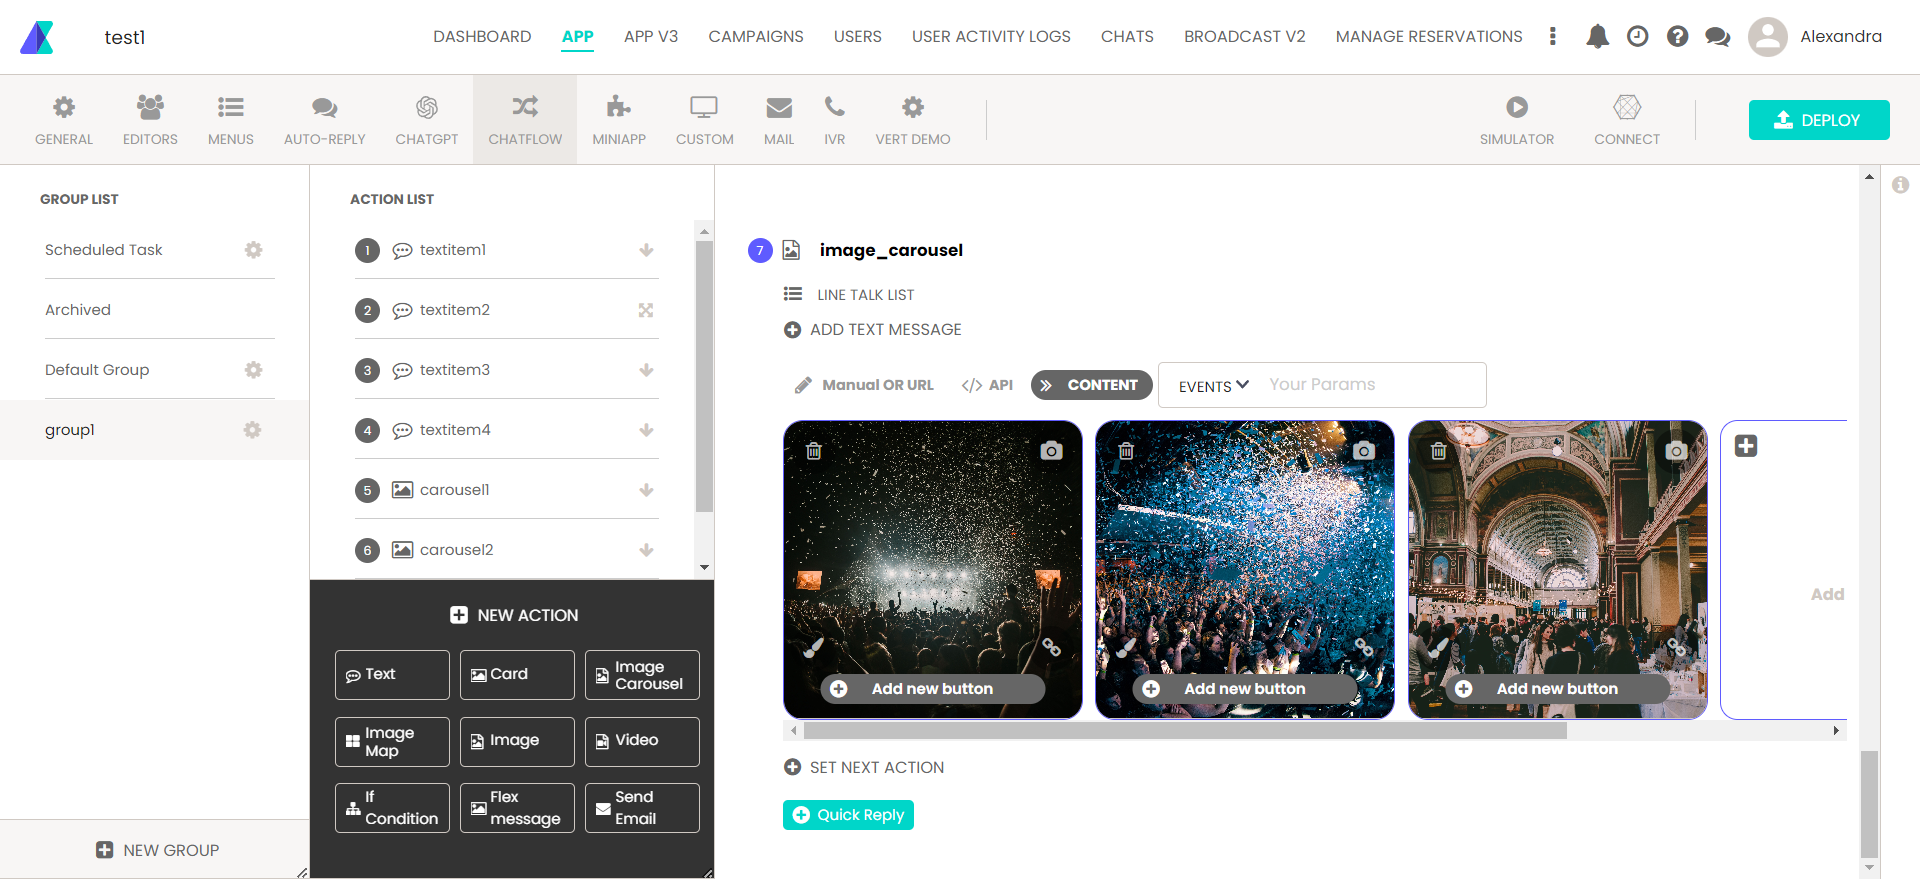 test1
DASHBOARD APP APP V3 CAMPAIGNS USERS USER ACTIVITY LOGS CHATS BROADCAST V2 MANAGE RESERVATIONS Alexandra
GENERAL EDITORS MENUS AUTO-REPLY CHATGPT CHATFLOW MINIAPP CUSTOM MAIL IVR VERT DEMO SIMULATOR CONNECT DEPLOY
GROUP LIST
Scheduled Task
Archived
Default Group
group1
NEW GROUP
ACTION LIST
1 textitem1
2 textitem2
3 textitem3
4 textitem4
5 carousel1
6 carousel2
NEW ACTION
Text
Card
Image
Carousel
Image
Map
Image
Video
If
Condition
Flex
message
Send
Email
7 image_carousel
LINE TALK LIST
ADD TEXT MESSAGE
Manual OR URL </> API CONTENT EVENTS Your Params
Add new button Add new button Add new button
Add
SET NEXT ACTION
Quick Reply